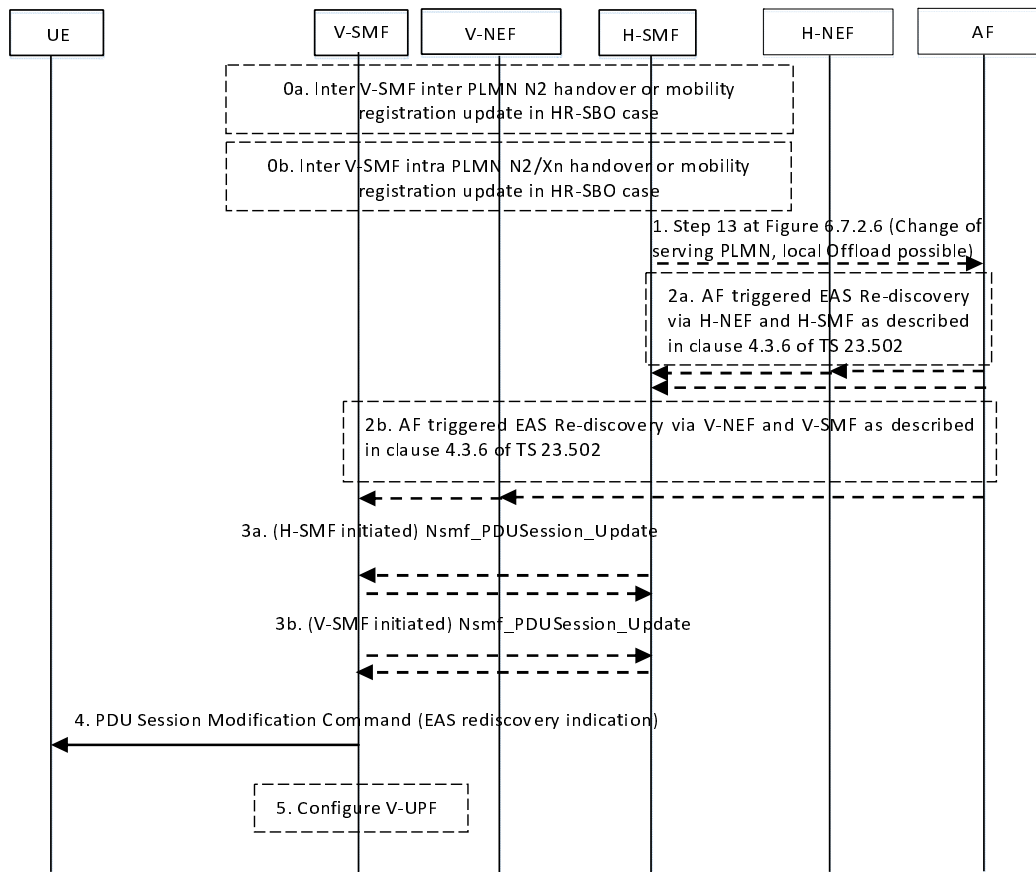 UE
V-SMF
V-NEF
H-SMF
H-NEF
AF
0a. Inter V-SMF inter PLMN N2 handover or mobility
registration update in HR-SBO case
0b. Inter V-SMF intra PLMN N2/Xn handover or mobility
registration update in HR-SBO case
1. Step 13 at Figure 6.7.2.6 (Change of
serving PLMN, local Offload possible)
2a. AF triggered EAS Re-discovery
via H-NEF and H-SMF as described
in clause 4.3.6 of TS 23.502
2b. AF triggered EAS Re-discovery via V-NEF and V-SMF as described
in clause 4.3.6 of TS 23.502
3a. (H-SMF initiated) Nsmf_PDUSession_Update
3b. (V-SMF initiated) Nsmf_PDUSession_Update
4. PDU Session Modification Command (EAS rediscovery indication)
5. Configure V-UPF